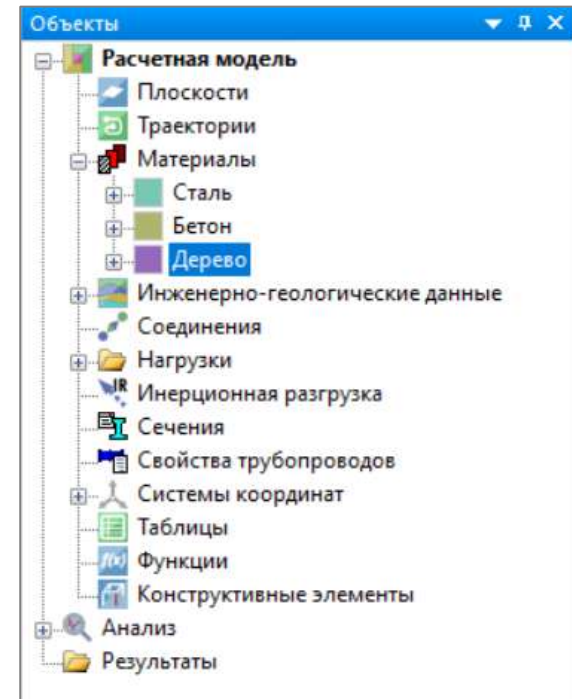 Объекты
Расчетная модель
Плоскости
Траектории
Материалы
Сталь
Бетон
Дерево
Инженерно-геологические данные
Соединения
Нагрузки
IR
Инерционная разгрузка
Сечения
Свойства трубопроводов
Системы координат
Таблицы
f(x)
Функции
Конструктивные элементы
Анализ
Результаты